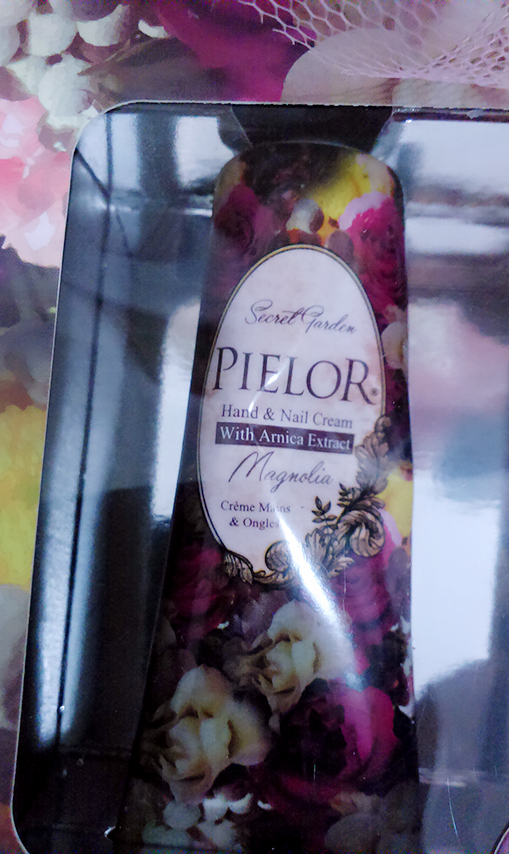 Secret Garden
PIELOR®
Hand & Nail Cream
With Arnica Extract
Magnolia
Crème Mains
& Ongles